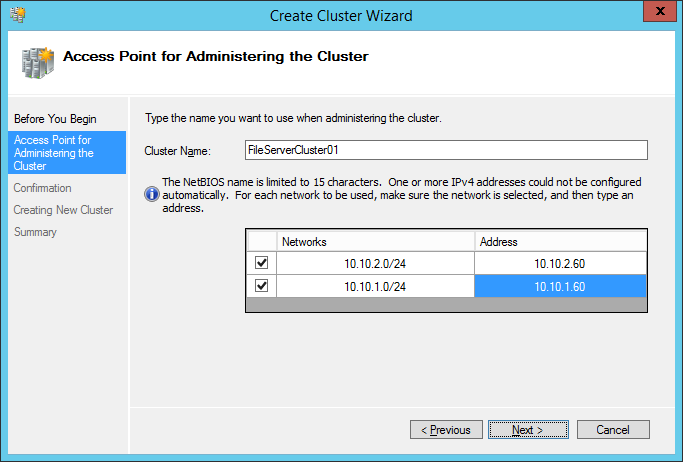 Create Cluster Wizard
x
Access Point for Administering the Cluster
Before You Begin
Access Point for
Administering the
Cluster
Confirmation
Creating New Cluster
Summary
Type the name you want to use when administering the cluster.
Cluster Name: FileServerCluster01
The NetBIOS name is limited to 15 characters. One or more IPv4 addresses could not be configured
automatically. For each network to be used, make sure the network is selected, and then type an
address.
Networks Address
10.10.2.0/24 10.10.2.60
10.10.1.0/24 10.10.1.60
< Previous Next > Cancel